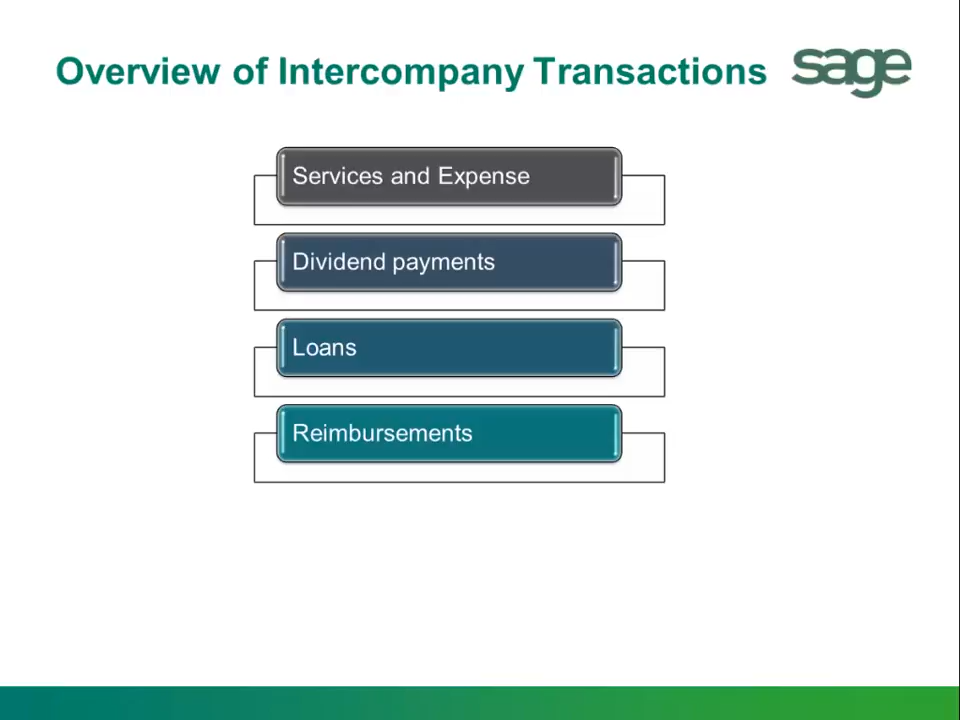 Overview of Intercompany Transactions
sage
Services and Expense
Dividend payments
Loans
Reimbursements